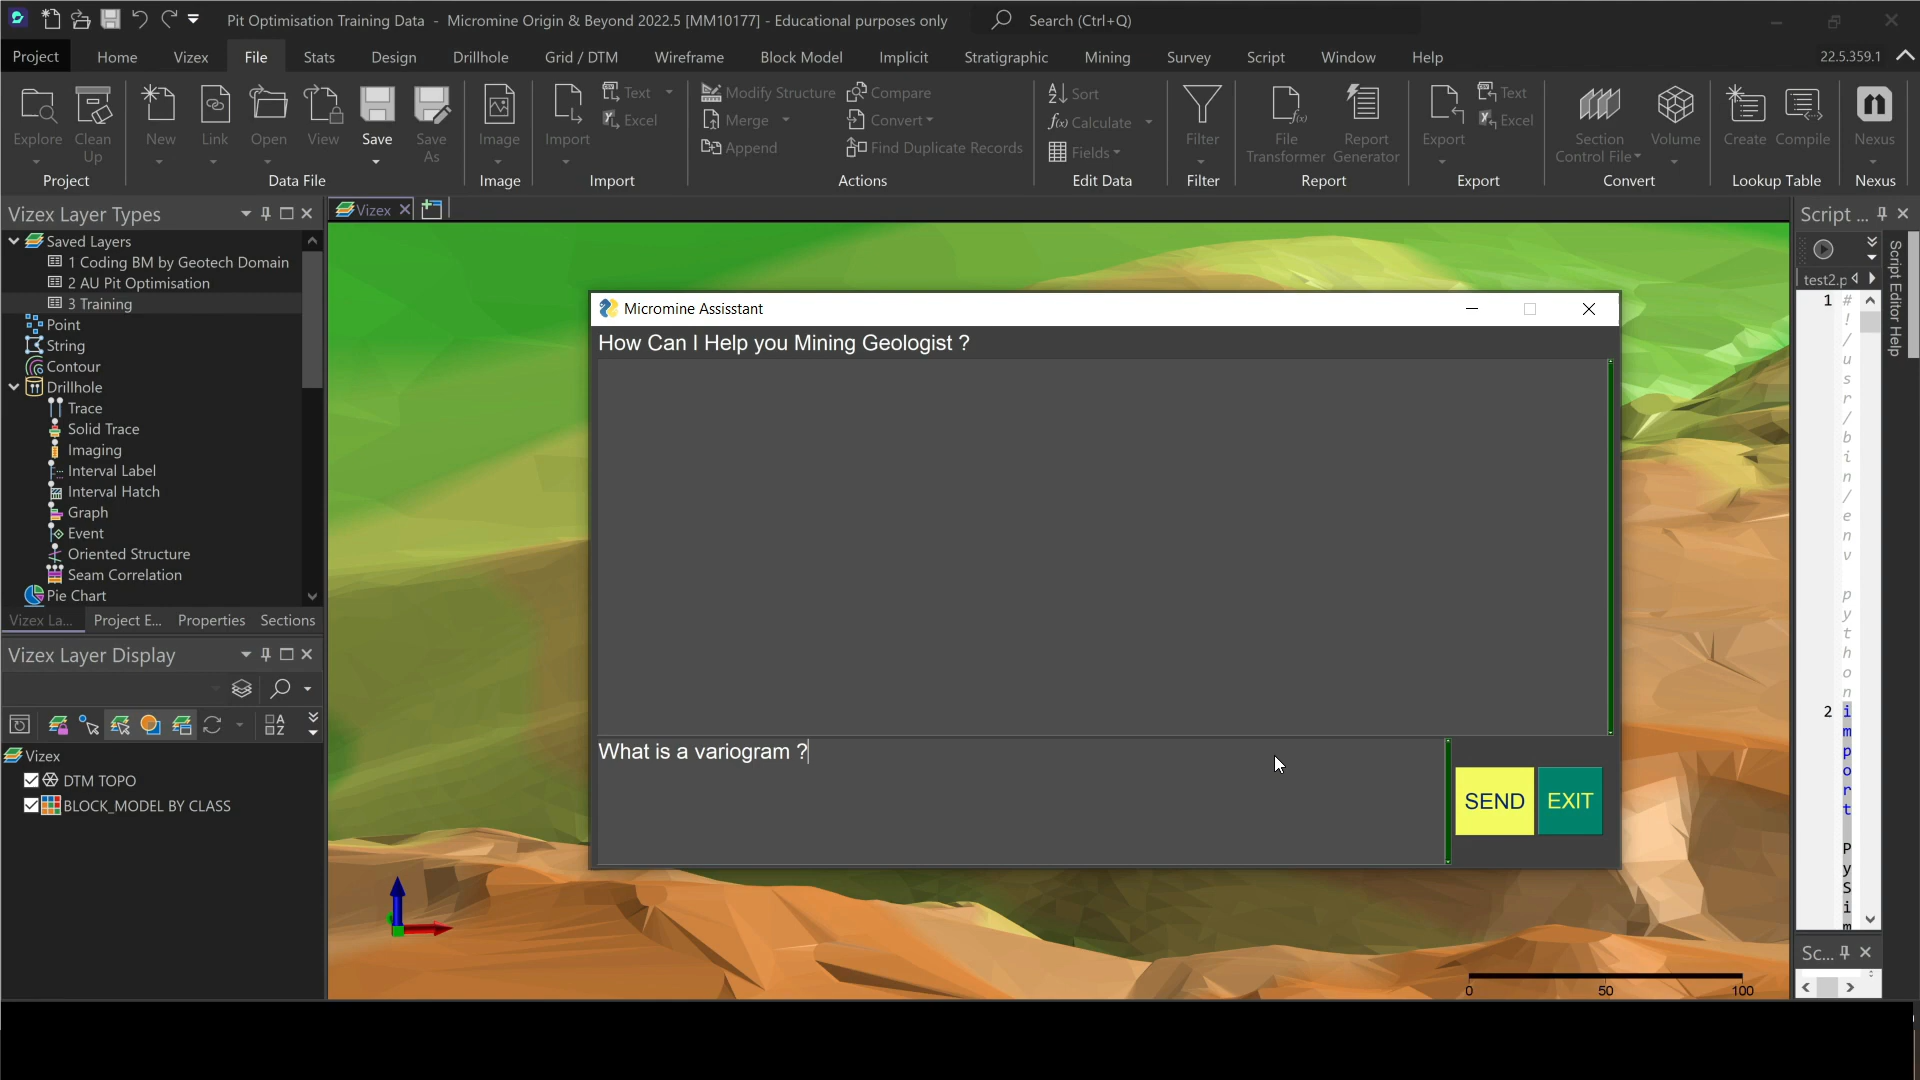 Pit Optimisation Training Data - Micromine Origin & Beyond 2022.5 [MM10177] - Educational purposes only
Search (Ctrl+Q)
Project Home Vizex File Stats Design Drillhole Grid / DTM Wireframe Block Model Implicit Stratigraphic Mining Survey Script Window Help 22.5.359.1
Explore
Clean Up
Project
New
Link
Open
View
Save
Save As
Data File
Image
Image
Import
Text
Excel
Import
Modify Structure
Merge
Append
Compare
Convert
Find Duplicate Records
Actions
Sort
f(x) Calculate
Fields
Edit Data
Filter
Filter
File Transformer
Report Generator
Report
Export
Text
Excel
Export
Section Control File
Volume
Convert
Create
Compile
Lookup Table
Nexus
Nexus
Vizex Layer Types
Saved Layers
1 Coding BM by Geotech Domain
2 AU Pit Optimisation
3 Training
Point
String
Contour
Drillhole
Trace
Solid Trace
Imaging
Interval Label
Interval Hatch
Graph
Event
Oriented Structure
Seam Correlation
Pie Chart
Vizex La... Project E... Properties Sections
Vizex Layer Display
Vizex
DTM TOPO
BLOCK_MODEL BY CLASS
Vizex
Micromine Assisstant
How Can I Help you Mining Geologist ?
What is a variogram ?
SEND
EXIT
0 50 100
Script ...
test2.p
Script Editor Help
1 #
!
/
u
s
r
/
b
i
n
/
e
n
v
p
y
t
h
o
n
2 i
m
p
o
r
t
P
y
S
i
m
Sc...